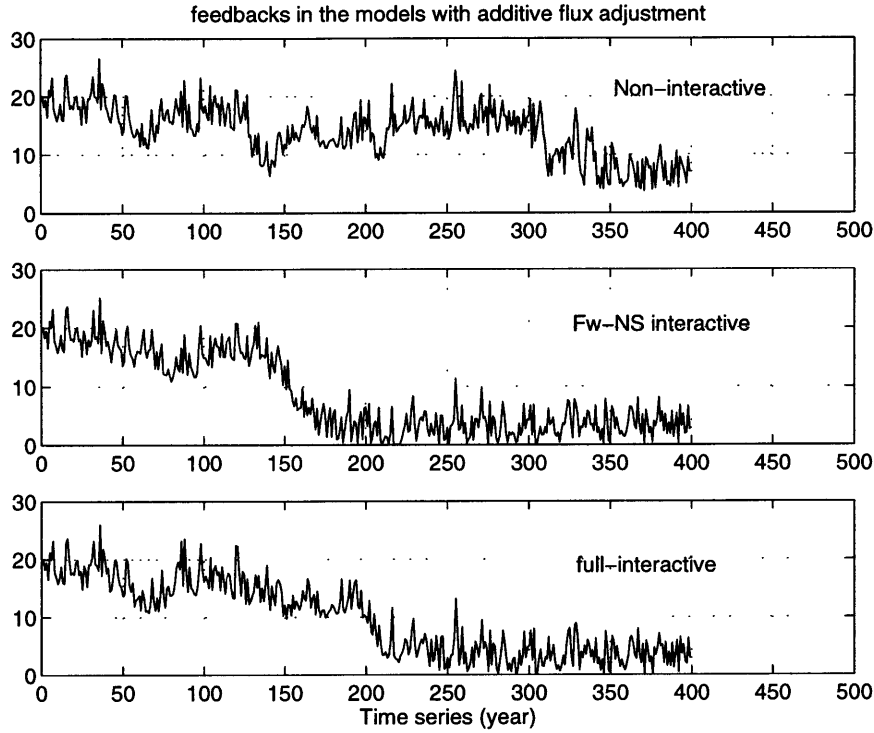 feedbacks in the models with additive flux adjustment
30
20
10
0
Non-interactive
0 50 100 150 200 250 300 350 400 450 500
30
20
10
0
Fw-NS interactive
0 50 100 150 200 250 300 350 400 450 500
30
20
10
0
full-interactive
0 50 100 150 200 250 300 350 400 450 500
Time series (year)